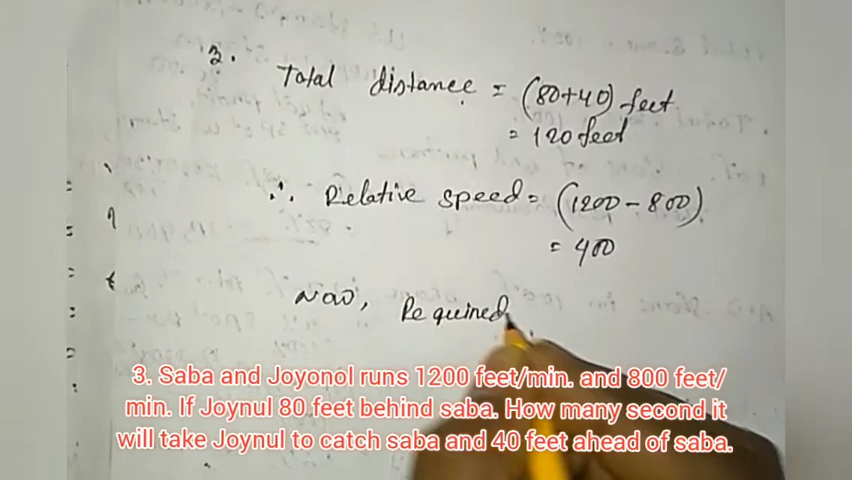 3.
Total distance = (80+40) feet
= 120 feet
∴ Relative speed = (1200 - 800)
= 400
Now, Required
3. Saba and Joyonol runs 1200 feet/min. and 800 feet/
min. If Joynul 80 feet behind saba. How many second it
will take Joynul to catch saba and 40 feet ahead of saba.